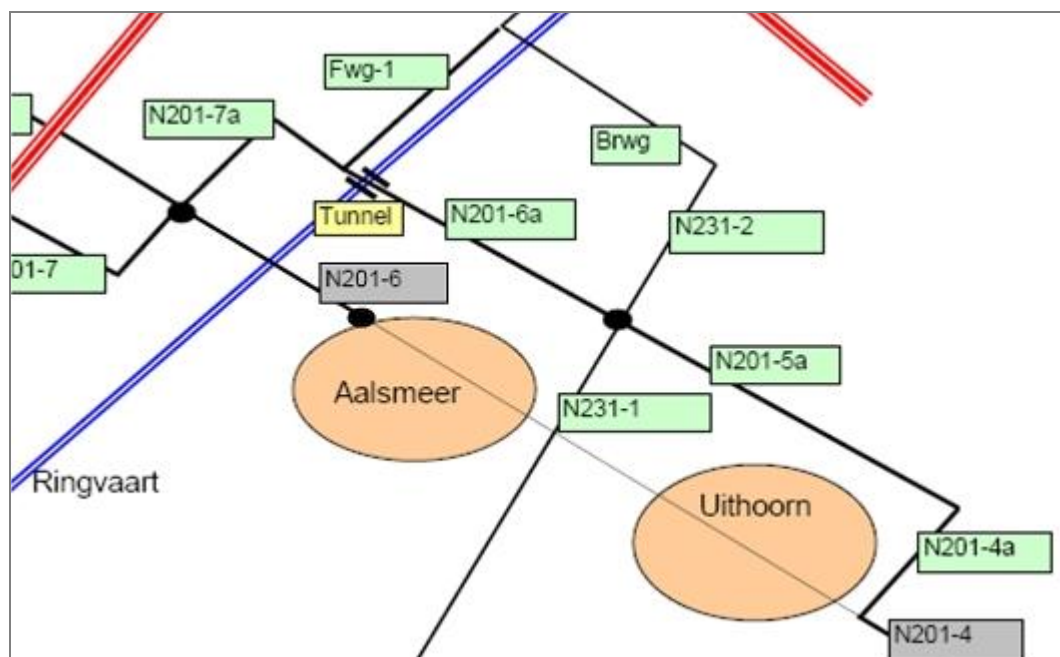 Fwg-1
N201-7a
Brwg
Tunnel
N201-6a
N231-2
01-7
N201-6
N201-5a
Aalsmeer
N231-1
Ringvaart
Uithoorn
N201-4a
N201-4